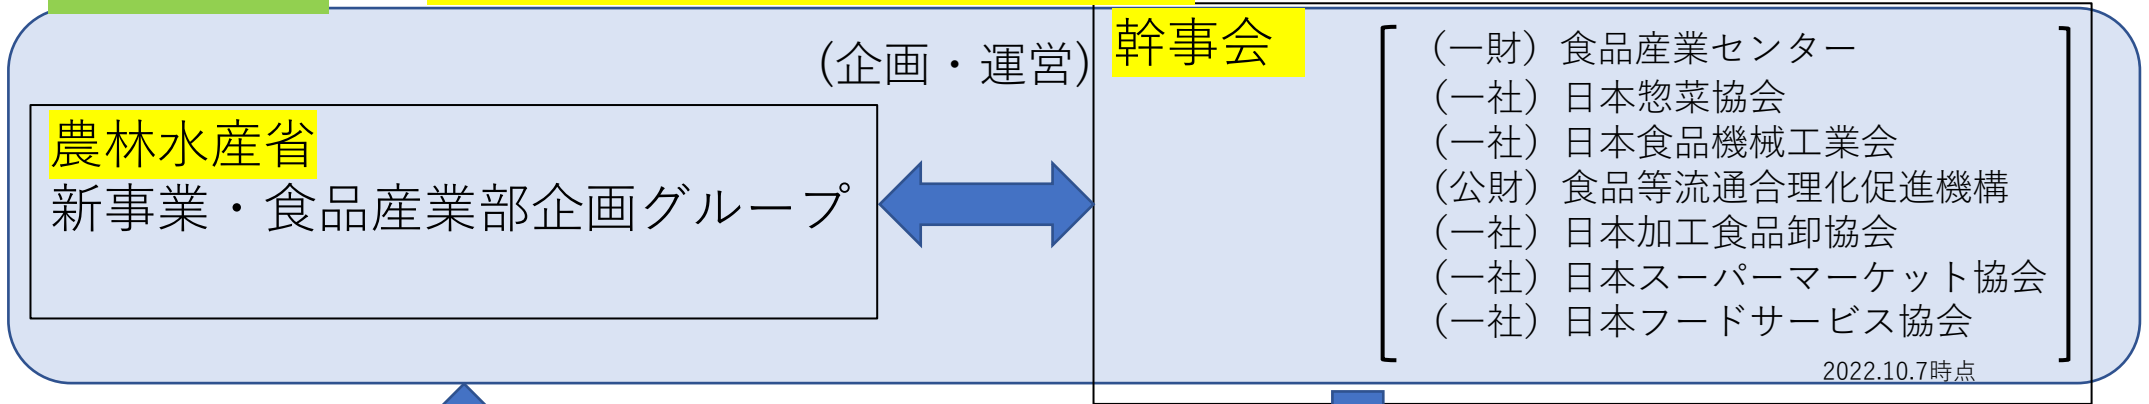 (企画・運営)
農林水産省
新事業・食品産業部企画グループ
幹事会
（一財）食品産業センター
（一社）日本惣菜協会
（一社）日本食品機械工業会
（公財）食品等流通合理化促進機構
（一社）日本加工食品卸協会
（一社）日本スーパーマーケット協会
（一社）日本フードサービス協会
2022.10.7時点